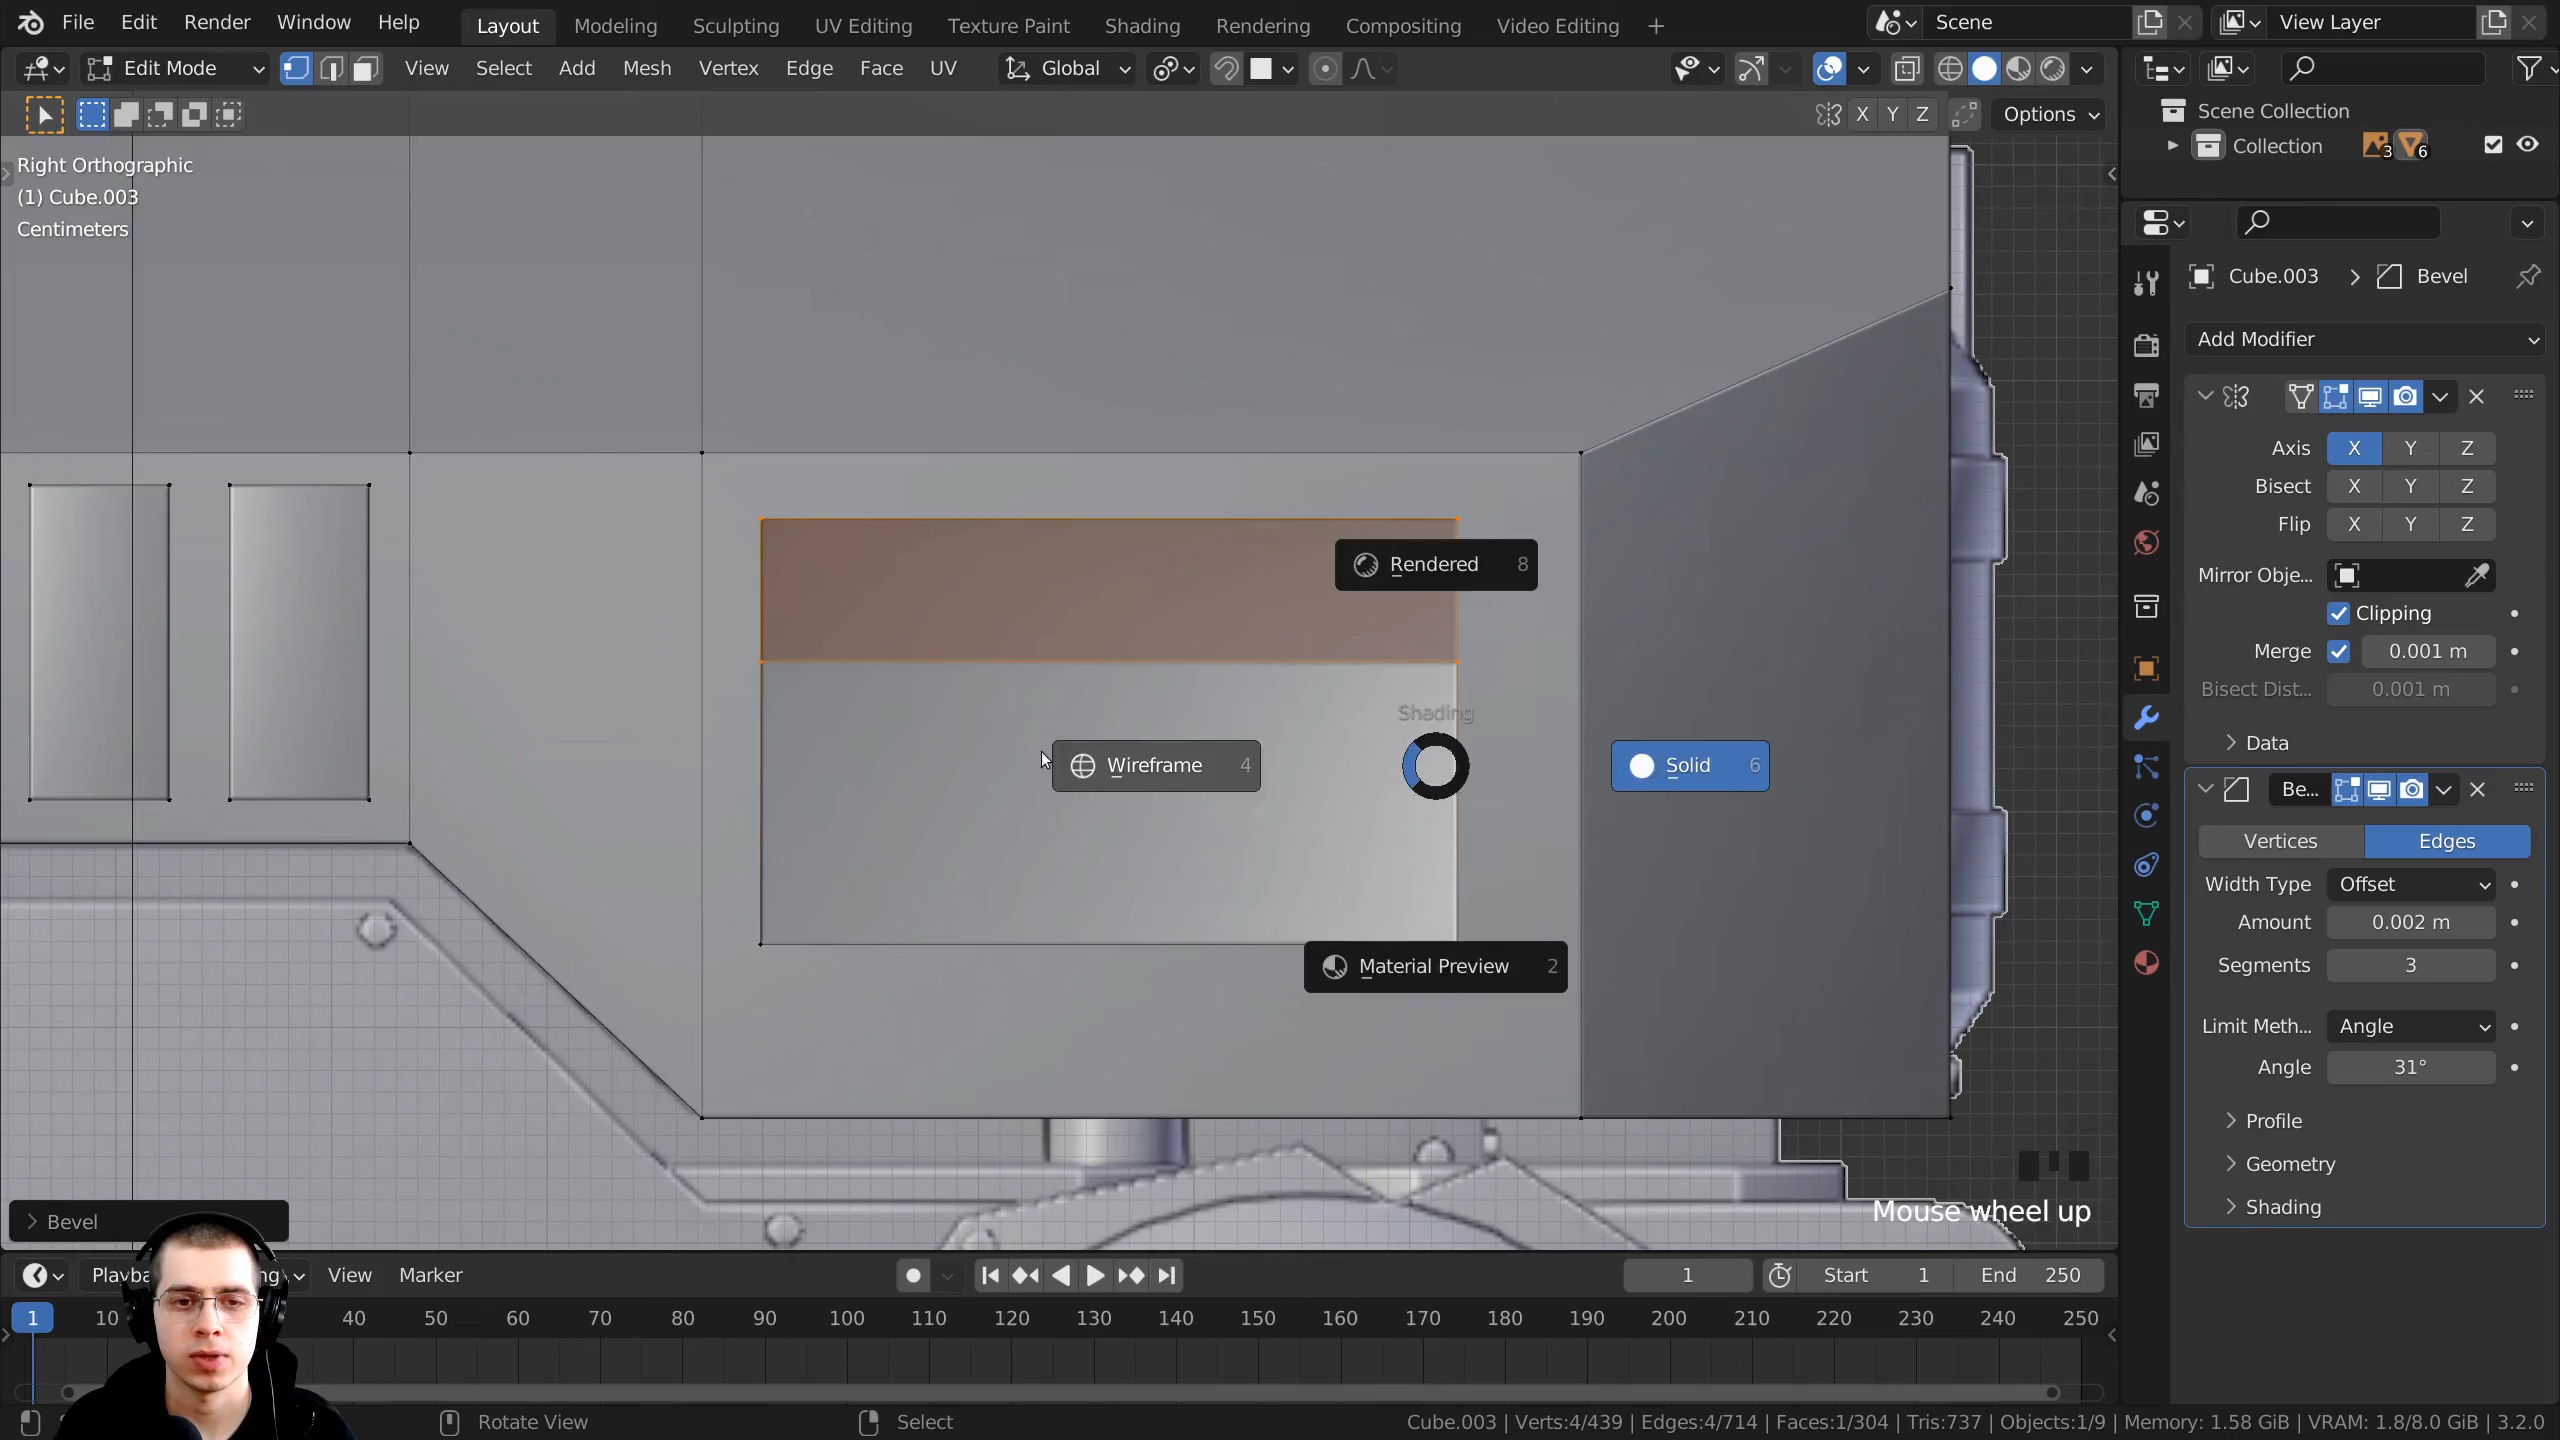 File Edit Render Window Help Layout Modeling Sculpting UV Editing Texture Paint Shading Rendering Compositing Video Editing + Scene View Layer
Edit Mode View Select Add Mesh Vertex Edge Face UV Global
X Y Z Options
Right Orthographic
(1) Cube.003
Centimeters
Rendered 8
Shading
Wireframe 4
Solid 6
Material Preview 2
Mouse wheel up
Bevel
Scene Collection
Collection 3 6
Cube.003 > Bevel
Add Modifier
Axis X Y Z
Bisect X Y Z
Flip X Y Z
Mirror Obje...
Clipping
Merge 0.001 m
Bisect Dist... 0.001 m
Data
Be...
Vertices Edges
Width Type Offset
Amount 0.002 m
Segments 3
Limit Meth... Angle
Angle 31°
Profile
Geometry
Shading
View Marker 1 Start 1 End 250
1 10 40 50 60 70 80 90 100 110 120 130 140 150 160 170 180 190 200 210 220 230 240 250
Rotate View Select Cube.003 | Verts:4/439 | Edges:4/714 | Faces:1/304 | Tris:737 | Objects:1/9 | Memory: 1.58 GiB | VRAM: 1.8/8.0 GiB | 3.2.0